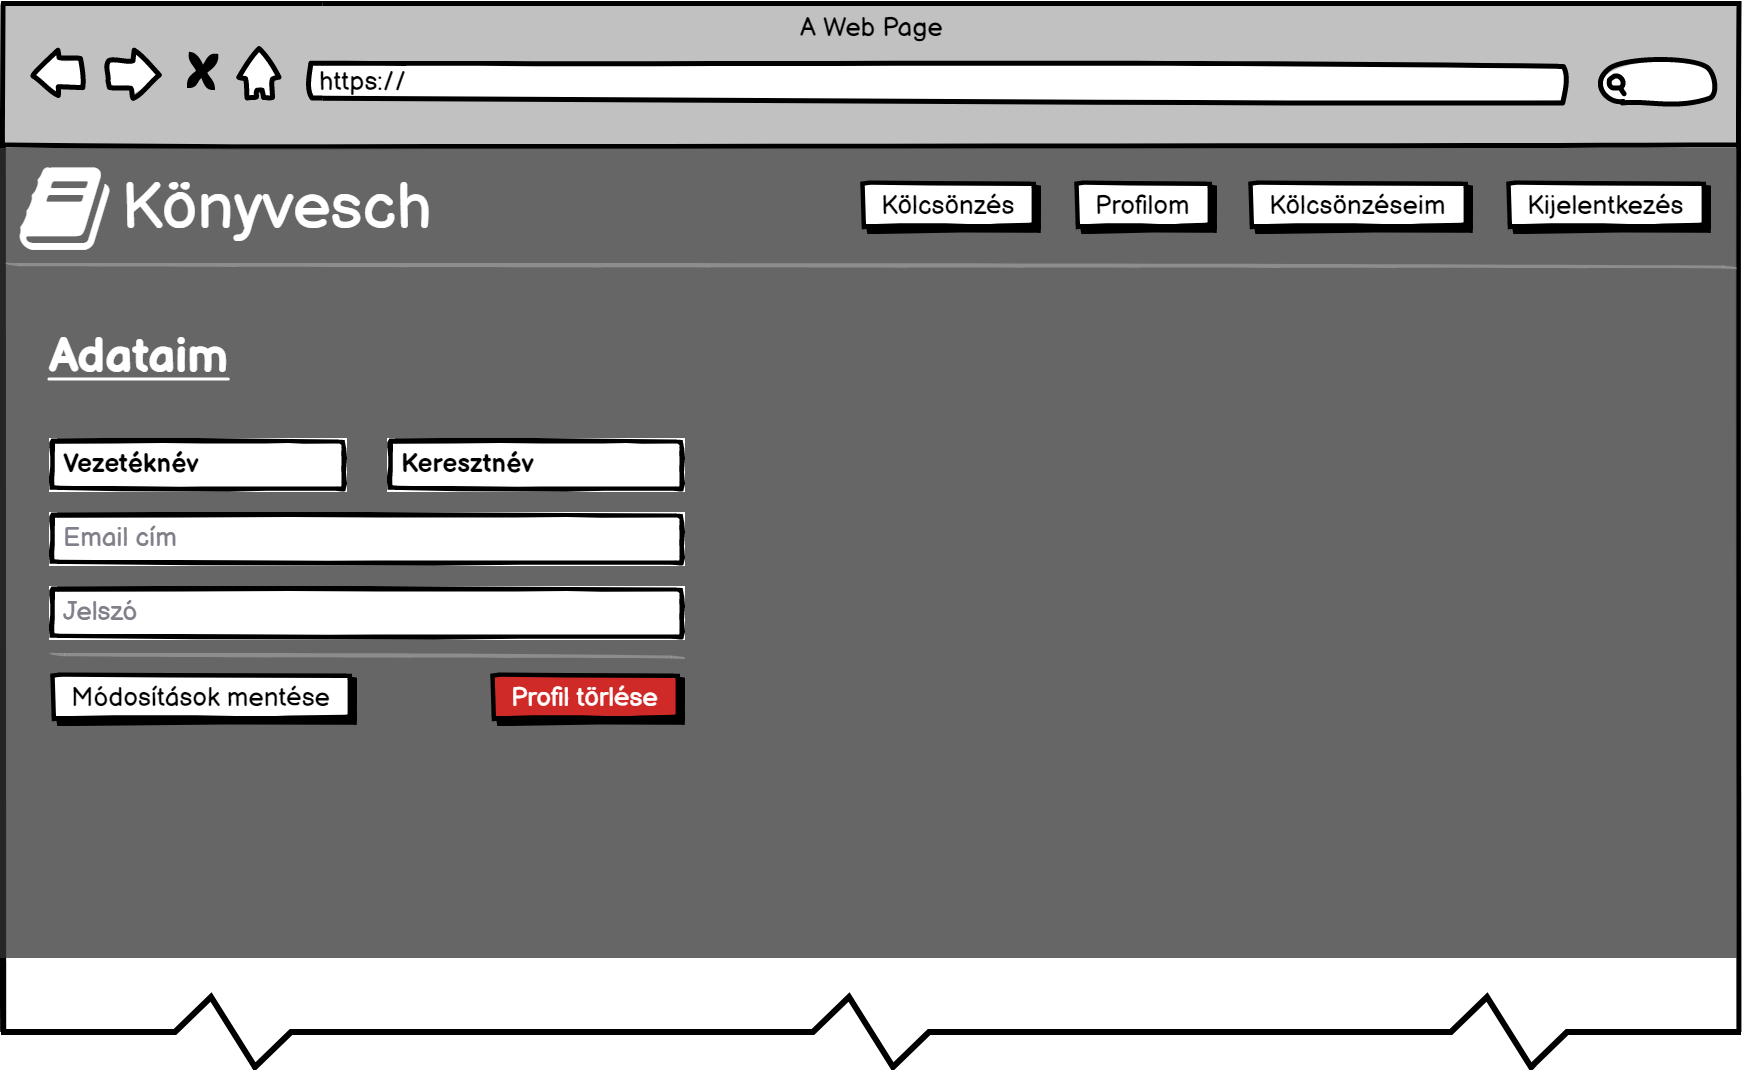 A Web Page
https://
Könyvesch
Kölcsönzés
Profilom
Kölcsönzéseim
Kijelentkezés
Adataim
Vezetéknév
Keresztnév
Email cím
Jelszó
Módosítások mentése
Profil törlése